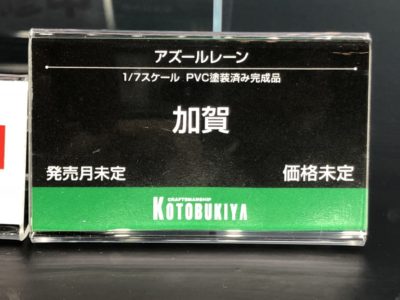 アズールレーン
1/7スケール PVC塗装済み完成品
加賀
発売月未定 価格未定
CRAFTSMANSHIP
KOTOBUKIYA